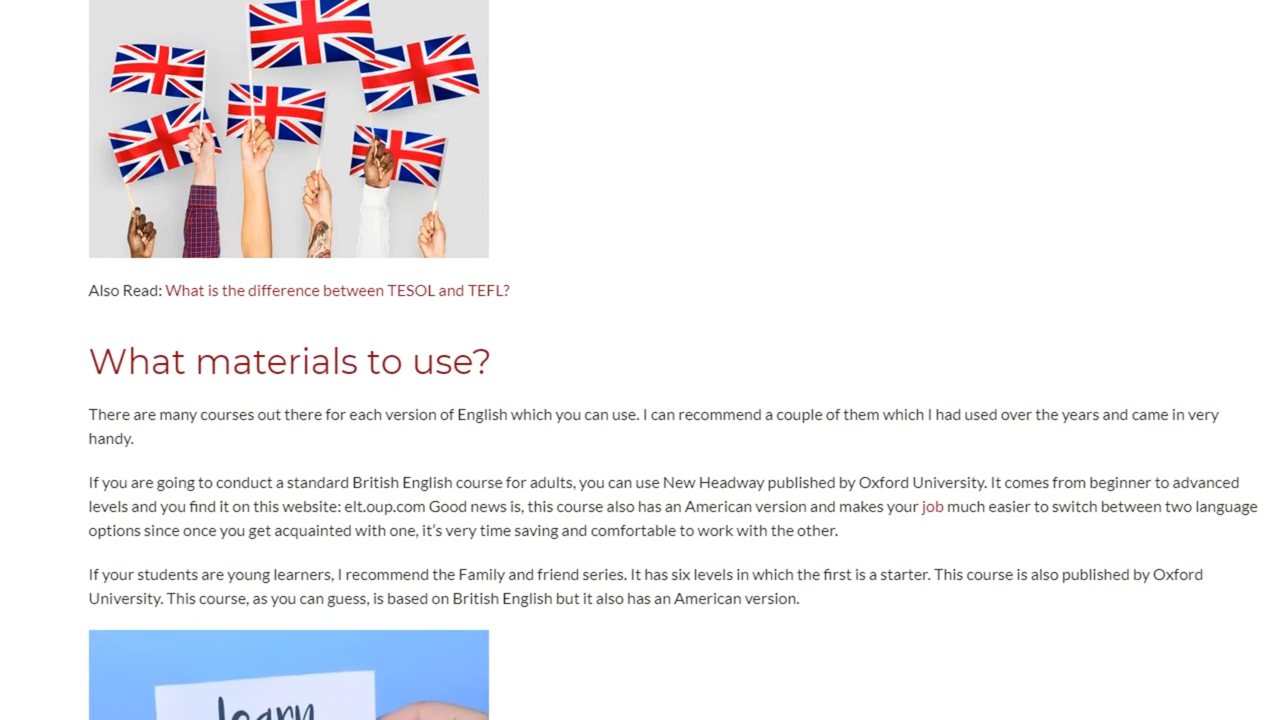 Also Read: What is the difference between TESOL and TEFL?
What materials to use?
There are many courses out there for each version of English which you can use. I can recommend a couple of them which I had used over the years and came in very
handy.
If you are going to conduct a standard British English course for adults, you can use New Headway published by Oxford University. It comes from beginner to advanced
levels and you find it on this website: elt.oup.com Good news is, this course also has an American version and makes your job much easier to switch between two language
options since once you get acquainted with one, it’s very time saving and comfortable to work with the other.
If your students are young learners, I recommend the Family and friend series. It has six levels in which the first is a starter. This course is also published by Oxford
University. This course, as you can guess, is based on British English but it also has an American version.
learn